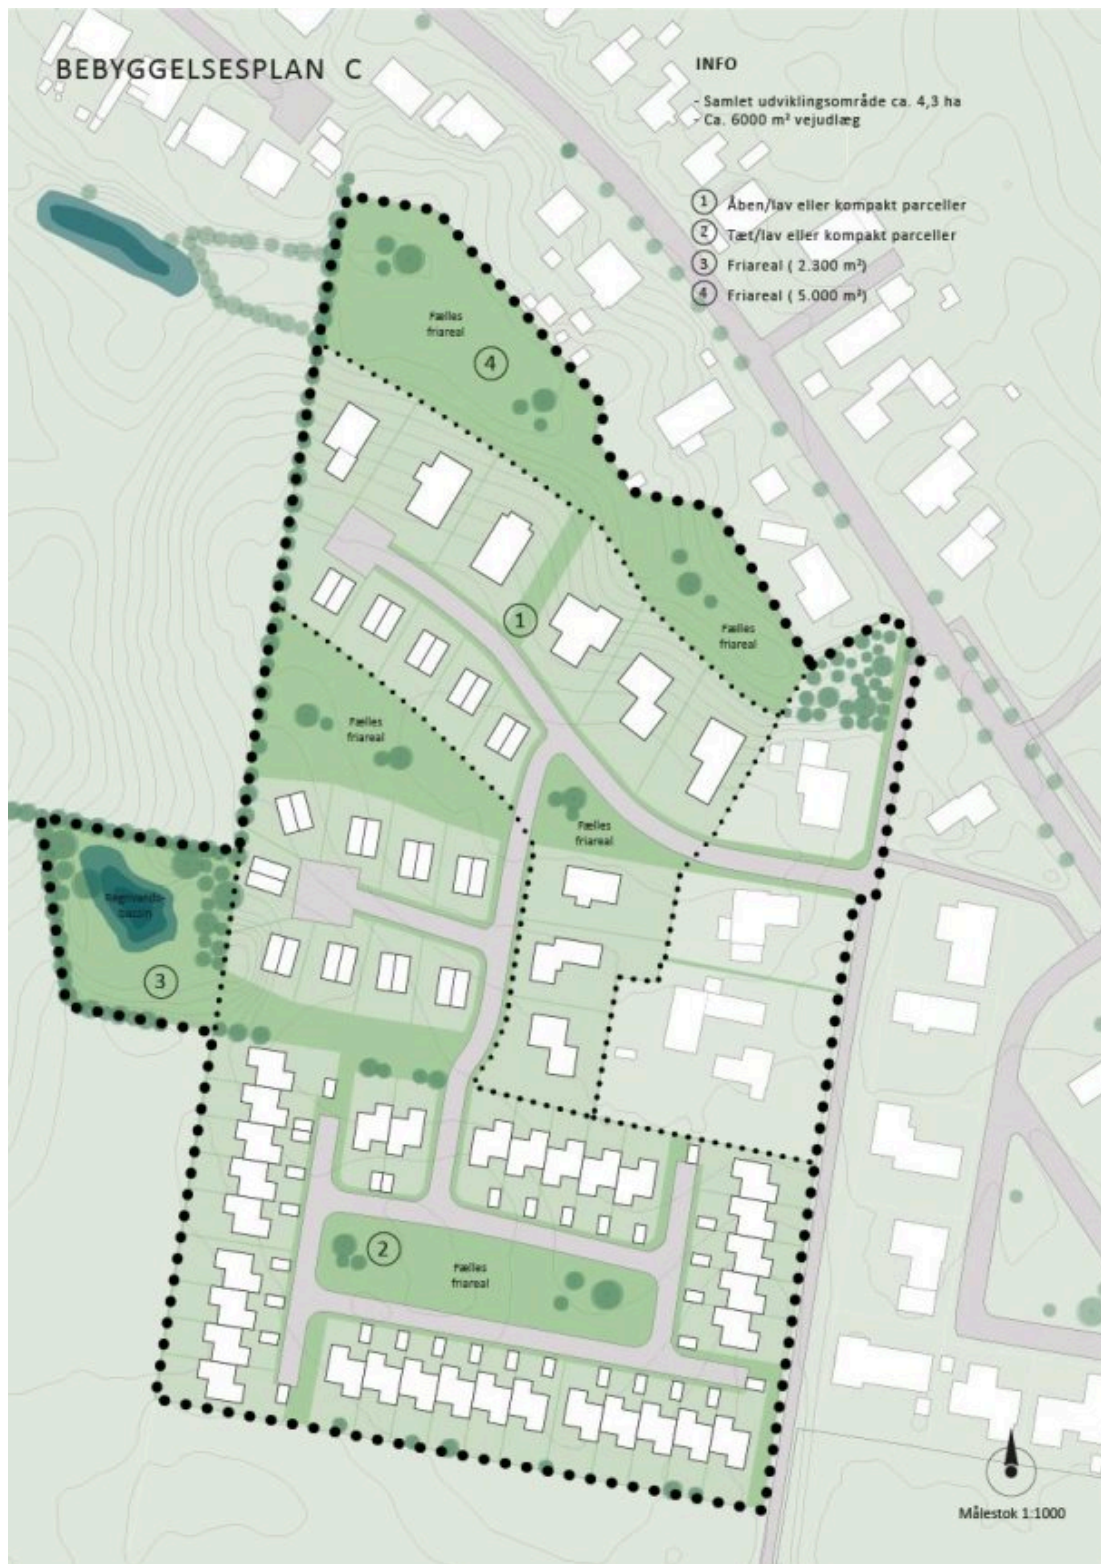 BEBYGGELSESPLAN C
INFO
- Samlet udviklingsområde ca. 4,3 ha
- Ca. 6000 m² vejudlæg
1 Åben/lav eller kompakt parceller
2 Tæt/lav eller kompakt parceller
3 Friareal ( 2.300 m²)
4 Friareal ( 5.000 m²)
Fælles
friareal
4
1
Fælles
friareal
Fælles
friareal
Fælles
friareal
Regnvands-
bassin
3
2
Fælles
friareal
Målestok 1:1000